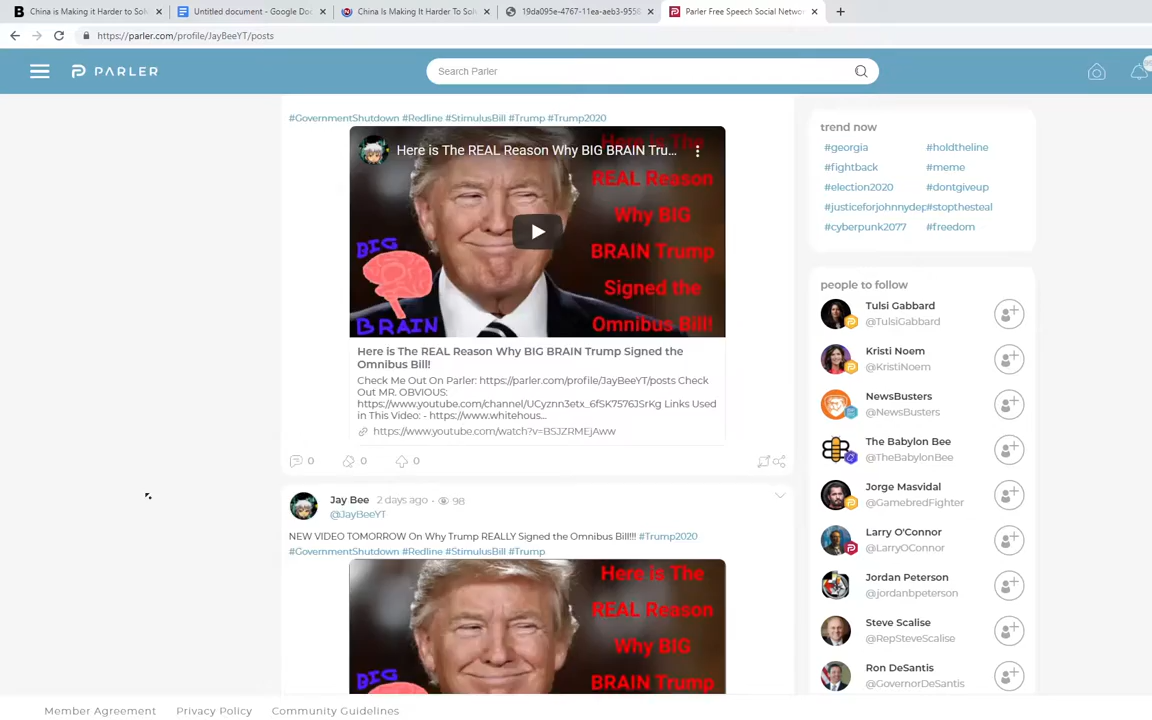 China is Making it Harder to Solv
Untitled document - Google Doc
China Is Making It Harder To Solv
19da095e-4767-11ea-aeb3-9558
Parler Free Speech Social Netwo
https://parler.com/profile/JayBeeYT/posts
PARLER
Search Parler
#GovernmentShutdown #Redline #StimulusBill #Trump #Trump2020
Here is The REAL Reason Why BIG BRAIN Tru...
Here is The
REAL Reason
Why BIG
BRAIN Trump
Signed the
Omnibus Bill!
BIG
BRAIN
Here is The REAL Reason Why BIG BRAIN Trump Signed the
Omnibus Bill!
Check Me Out On Parler: https://parler.com/profile/JayBeeYT/posts Check
Out MR. OBVIOUS:
https://www.youtube.com/channel/UCyznn3etx_6fSK7576JSrKg Links Used
in This Video: - https://www.whitehous...
https://www.youtube.com/watch?v=BSJZRMEjAww
0 0 0
Jay Bee 2 days ago · 98
@JayBeeYT
NEW VIDEO TOMORROW On Why Trump REALLY Signed the Omnibus Bill!!! #Trump2020
#GovernmentShutdown #Redline #StimulusBill #Trump
Here is The
REAL Reason
Why BIG
BRAIN Trump
BIG
trend now
#georgia #holdtheline
#fightback #meme
#election2020 #dontgiveup
#justiceforjohnnydep #stopthesteal
#cyberpunk2077 #freedom
people to follow
Tulsi Gabbard
@TulsiGabbard
Kristi Noem
@KristiNoem
NewsBusters
@NewsBusters
The Babylon Bee
@TheBabylonBee
Jorge Masvidal
@GamebredFighter
Larry O'Connor
@LarryOConnor
Jordan Peterson
@jordanbpeterson
Steve Scalise
@RepSteveScalise
Ron DeSantis
@GovernorDeSantis
Member Agreement Privacy Policy Community Guidelines